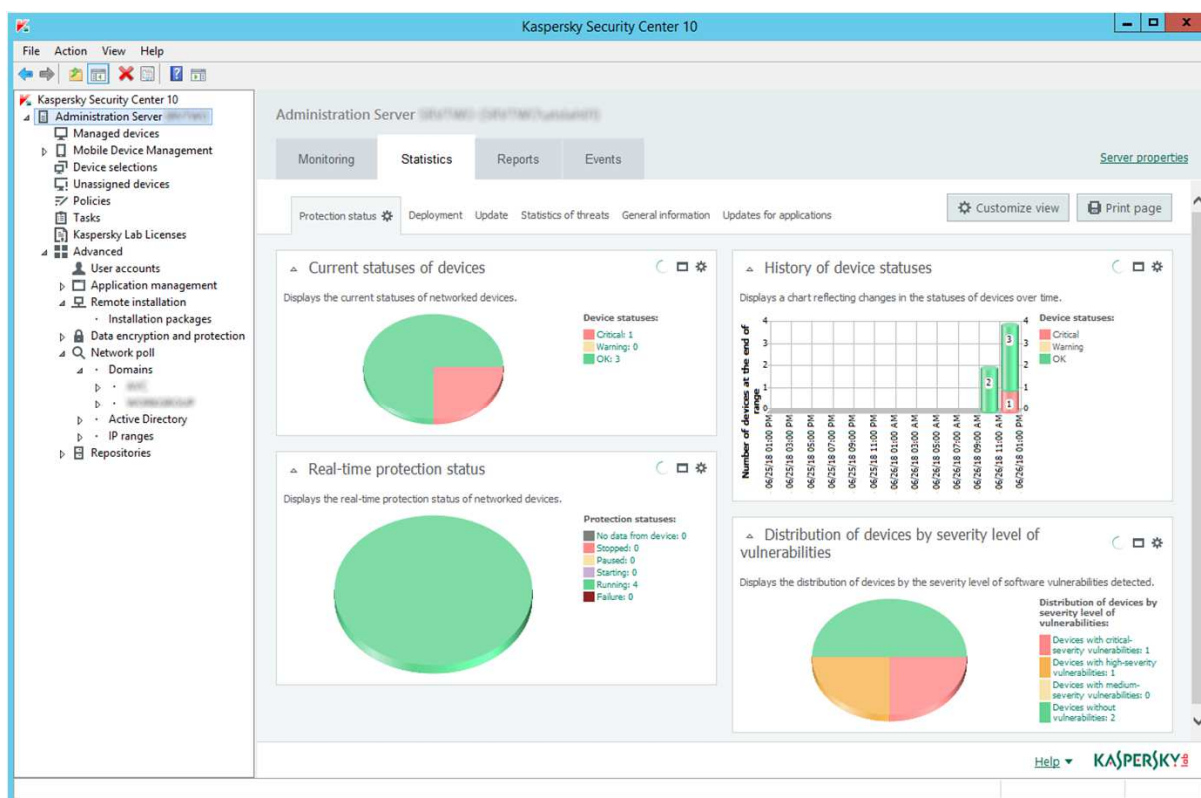 Kaspersky Security Center 10
File Action View Help
Kaspersky Security Center 10
Administration Server
Managed devices
Mobile Device Management
Device selections
Unassigned devices
Policies
Tasks
Kaspersky Lab Licenses
Advanced
User accounts
Application management
Remote installation
Installation packages
Data encryption and protection
Network poll
Domains
Active Directory
IP ranges
Repositories
Administration Server
Monitoring Statistics Reports Events
Server properties
Protection status Deployment Update Statistics of threats General information Updates for applications
Customize view Print page
Current statuses of devices
Displays the current statuses of networked devices.
Device statuses:
Critical: 1
Warning: 0
OK: 3
History of device statuses
Displays a chart reflecting changes in the statuses of devices over time.
Number of devices at the end of
range
4
3
2
1
0
2
3
1
4
3
2
1
0
06/25/18 01:00 PM
06/25/18 03:00 PM
06/25/18 05:00 PM
06/25/18 07:00 PM
06/25/18 09:00 PM
06/25/18 11:00 PM
06/26/18 01:00 AM
06/26/18 03:00 AM
06/26/18 05:00 AM
06/26/18 07:00 AM
06/26/18 09:00 AM
06/26/18 11:00 AM
06/26/18 01:00 PM
Device statuses:
Critical
Warning
OK
Real-time protection status
Displays the real-time protection status of networked devices.
Protection statuses:
No data from device: 0
Stopped: 0
Paused: 0
Starting: 0
Running: 4
Failure: 0
Distribution of devices by severity level of
vulnerabilities
Displays the distribution of devices by the severity level of software vulnerabilities detected.
Distribution of devices by
severity level of
vulnerabilities:
Devices with critical-
severity vulnerabilities: 1
Devices with high-severity
vulnerabilities: 1
Devices with medium-
severity vulnerabilities: 0
Devices without
vulnerabilities: 2
Help
KASPERSKY lab